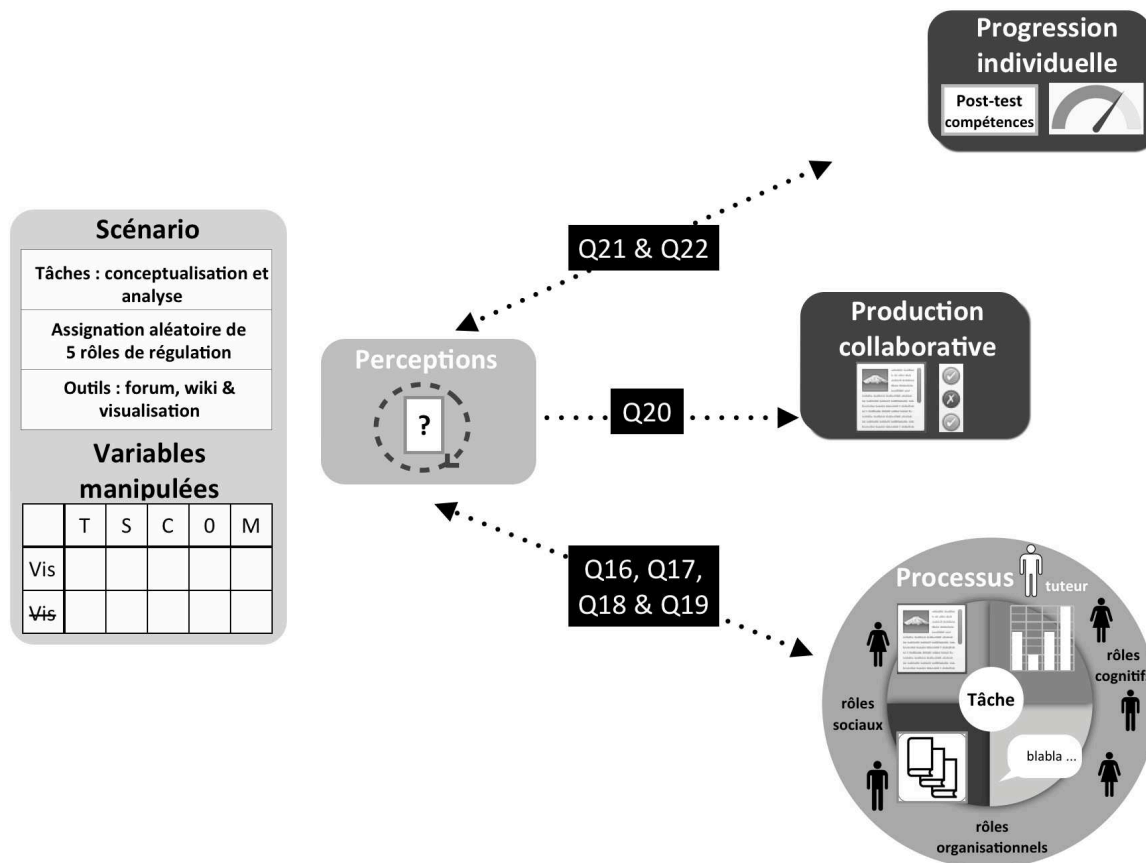 Progression
individuelle
Post-test
compétences
Scénario
Tâches : conceptualisation et
analyse
Assignation aléatoire de
5 rôles de régulation
Outils : forum, wiki &
visualisation
Variables
manipulées
T S C 0 M
Vis
Vis
Perceptions
?
Q21 & Q22
Q20
Q16, Q17,
Q18 & Q19
Production
collaborative
Processus
tuteur
rôles
cognitifs
rôles
sociaux
Tâche
blabla ...
rôles
organisationnels